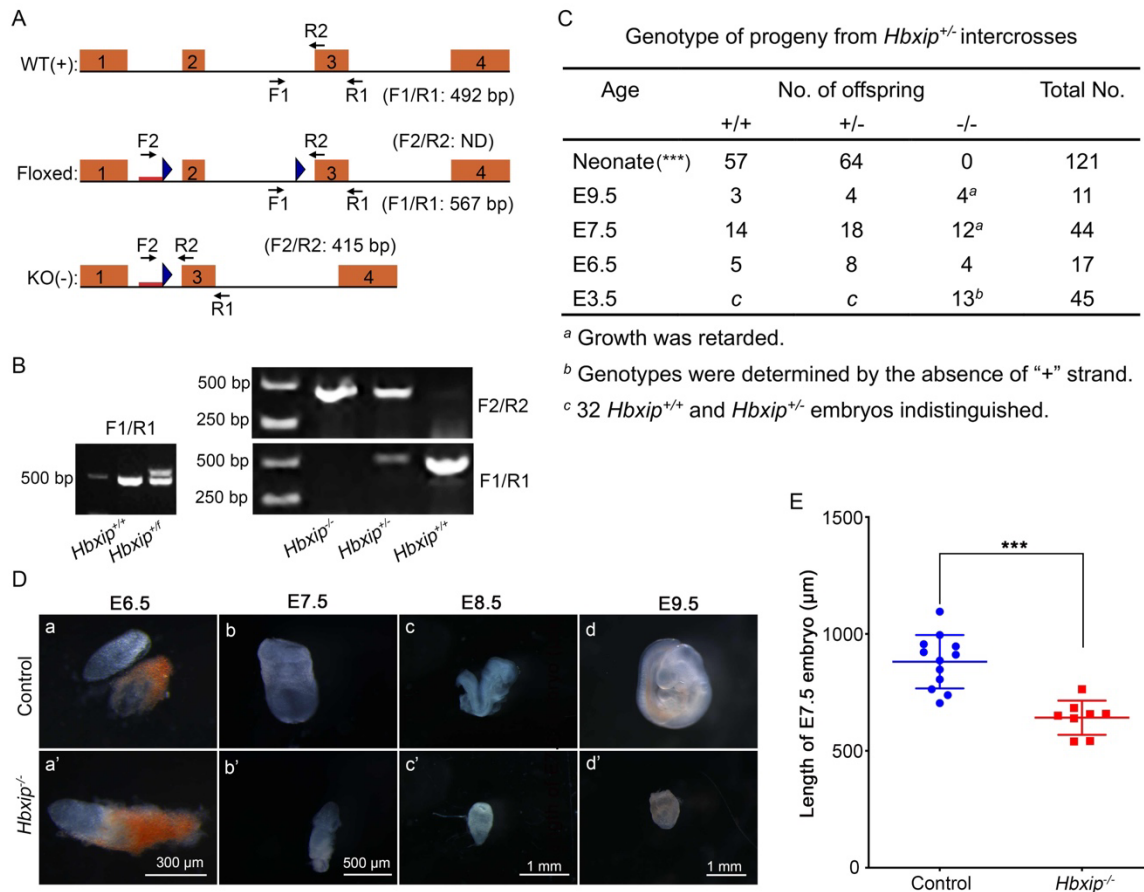 A
WT(+):
1
2
R2
3
4
F1
R1
(F1/R1: 492 bp)
Floxed:
F2
(F2/R2: ND)
R2
1
2
3
4
F1
R1
(F1/R1: 567 bp)
KO(-):
(F2/R2: 415 bp)
F2
R2
1
3
4
R1
B
F1/R1
500 bp
Hbxip+/+
Hbxip+/f
500 bp
250 bp
F2/R2
500 bp
250 bp
F1/R1
Hbxip-/-
Hbxip+/-
Hbxip+/+
C
Genotype of progeny from Hbxip+/- intercrosses
Age No. of offspring Total No.
+/+ +/- -/-
Neonate(***) 57 64 0 121
E9.5 3 4 4a 11
E7.5 14 18 12a 44
E6.5 5 8 4 17
E3.5 c c 13b 45
a Growth was retarded.
b Genotypes were determined by the absence of “+” strand.
c 32 Hbxip+/+ and Hbxip+/- embryos indistinguished.
D
E6.5 E7.5 E8.5 E9.5
Control
a b c d
Hbxip-/-
a' b' c' d'
300 µm 500 µm 1 mm 1 mm
E
Length of E7.5 embryo (µm)
1500
1000
500
0
***
Control Hbxip-/-